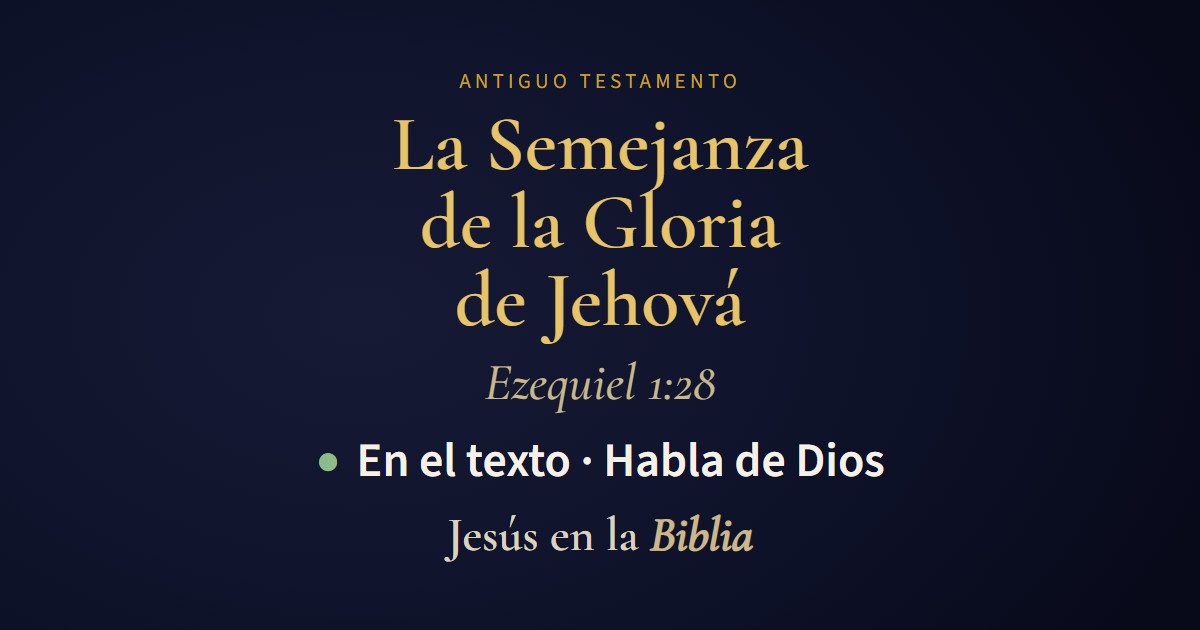 ANTIGUO TESTAMENTO
La Semejanza
de la Gloria
de Jehová
Ezequiel 1:28
● En el texto · Habla de Dios
Jesús en la Biblia